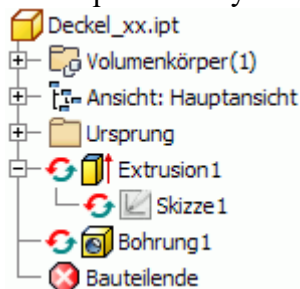 Deckel_xx.ipt
Volumenkörper(1)
Ansicht: Hauptansicht
Ursprung
Extrusion1
Skizze1
Bohrung1
Bauteilende